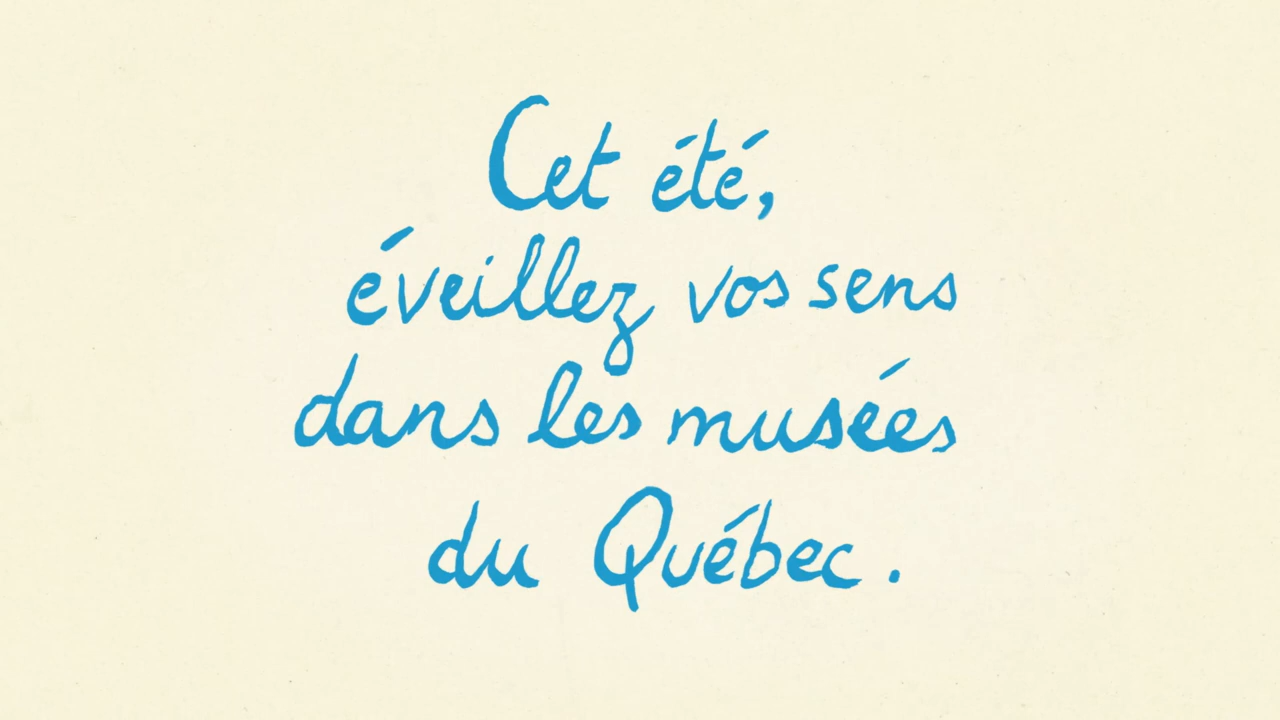 Cet été,
éveillez vos sens
dans les musées
du Québec.